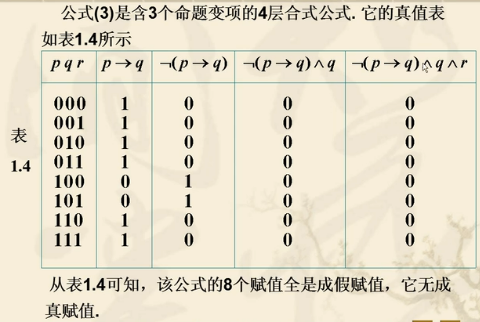 公式(3)是含3个命题变项的4层合式公式. 它的真值表
如表1.4所示
p q r p → q ¬(p → q) ¬(p → q) ∧ q ¬(p → q) ∧ q ∧ r
000 1 0 0 0
001 1 0 0 0
表 010 1 0 0 0
1.4 011 1 0 0 0
100 0 1 0 0
101 0 1 0 0
110 1 0 0 0
111 1 0 0 0
从表1.4可知，该公式的8个赋值全是成假赋值，它无成
真赋值.